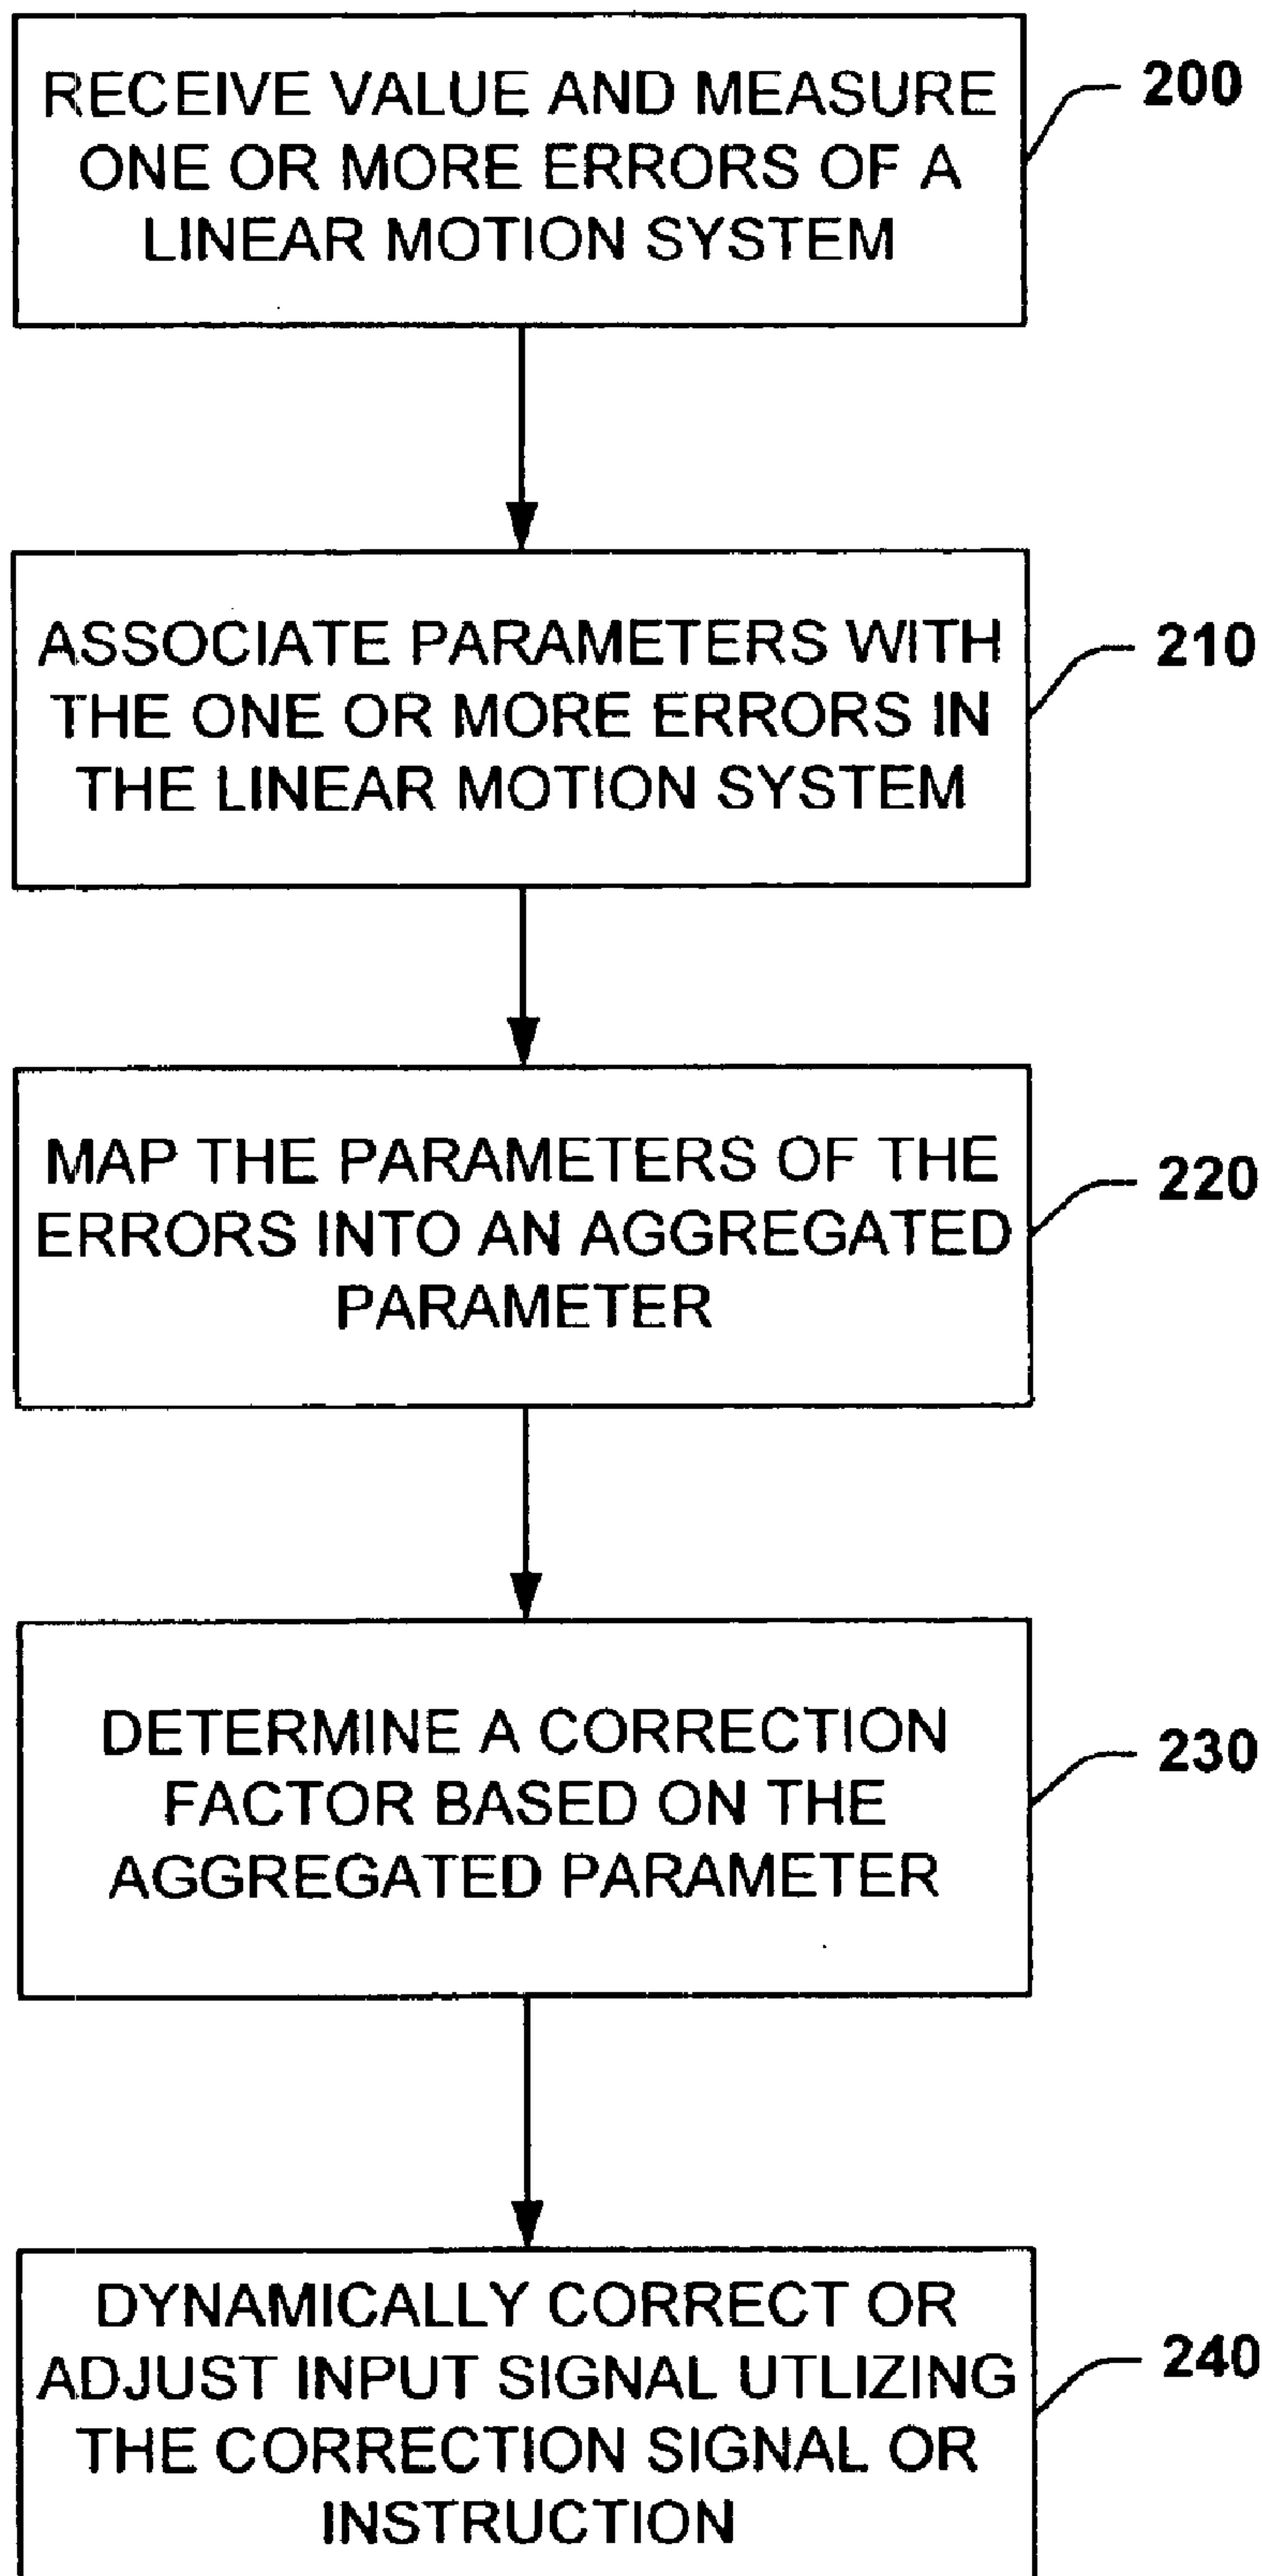 RECEIVE VALUE AND MEASURE
ONE OR MORE ERRORS OF A
LINEAR MOTION SYSTEM
200
ASSOCIATE PARAMETERS WITH
THE ONE OR MORE ERRORS IN
THE LINEAR MOTION SYSTEM
210
MAP THE PARAMETERS OF THE
ERRORS INTO AN AGGREGATED
PARAMETER
220
DETERMINE A CORRECTION
FACTOR BASED ON THE
AGGREGATED PARAMETER
230
DYNAMICALLY CORRECT OR
ADJUST INPUT SIGNAL UTLIZING
THE CORRECTION SIGNAL OR
INSTRUCTION
240